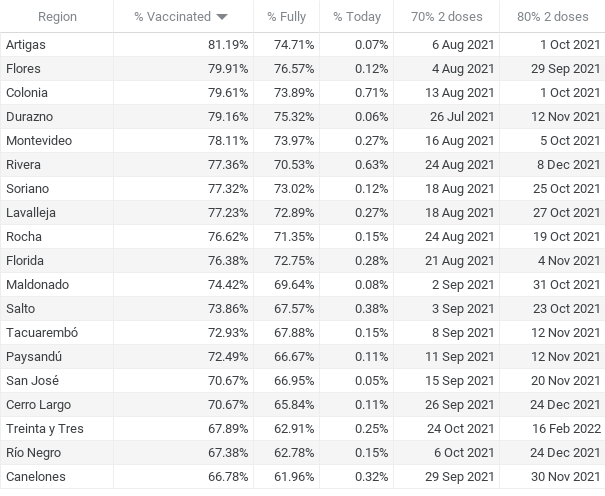 Region % Vaccinated % Fully % Today 70% 2 doses 80% 2 doses
Artigas 81.19% 74.71% 0.07% 6 Aug 2021 1 Oct 2021
Flores 79.91% 76.57% 0.12% 4 Aug 2021 29 Sep 2021
Colonia 79.61% 73.89% 0.71% 13 Aug 2021 1 Oct 2021
Durazno 79.16% 75.32% 0.06% 26 Jul 2021 12 Nov 2021
Montevideo 78.11% 73.97% 0.27% 16 Aug 2021 5 Oct 2021
Rivera 77.36% 70.53% 0.63% 24 Aug 2021 8 Dec 2021
Soriano 77.32% 73.02% 0.12% 18 Aug 2021 25 Oct 2021
Lavalleja 77.23% 72.89% 0.27% 18 Aug 2021 27 Oct 2021
Rocha 76.62% 71.35% 0.15% 24 Aug 2021 19 Oct 2021
Florida 76.38% 72.75% 0.28% 21 Aug 2021 4 Nov 2021
Maldonado 74.42% 69.64% 0.08% 2 Sep 2021 31 Oct 2021
Salto 73.86% 67.57% 0.38% 3 Sep 2021 23 Oct 2021
Tacuarembó 72.93% 67.88% 0.15% 8 Sep 2021 12 Nov 2021
Paysandú 72.49% 66.67% 0.11% 11 Sep 2021 12 Nov 2021
San José 70.67% 66.95% 0.05% 15 Sep 2021 20 Nov 2021
Cerro Largo 70.67% 65.84% 0.11% 26 Sep 2021 24 Dec 2021
Treinta y Tres 67.89% 62.91% 0.25% 24 Oct 2021 16 Feb 2022
Río Negro 67.38% 62.78% 0.15% 6 Oct 2021 24 Dec 2021
Canelones 66.78% 61.96% 0.32% 29 Sep 2021 30 Nov 2021